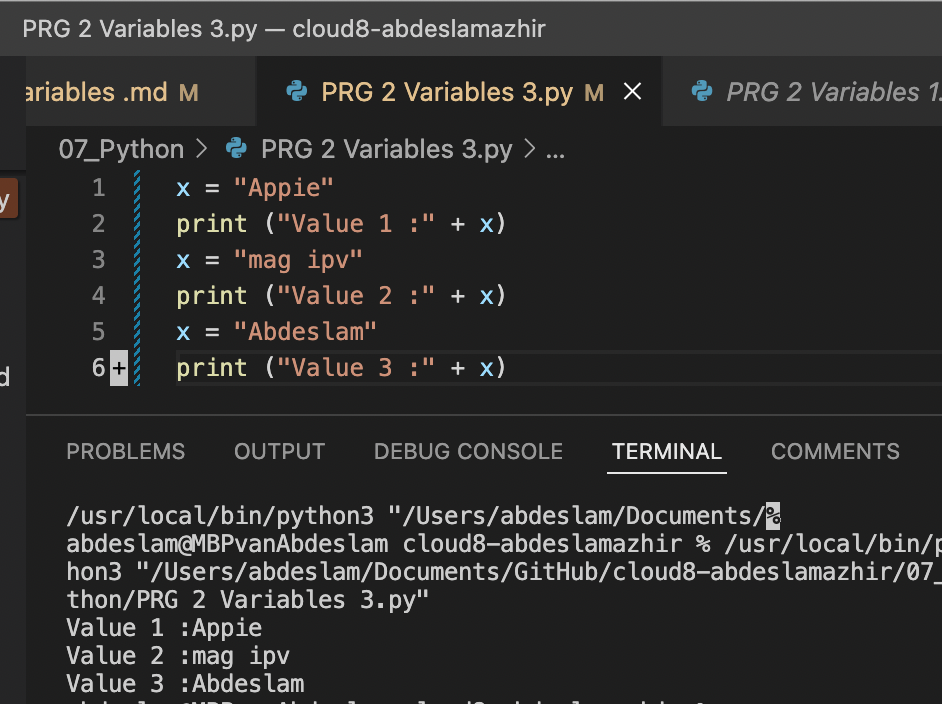 PRG 2 Variables 3.py — cloud8-abdeslamazhir
ariables .md M PRG 2 Variables 3.py M PRG 2 Variables 1.
07_Python > PRG 2 Variables 3.py > ...
y
d
1 x = "Appie"
2 print ("Value 1 :" + x)
3 x = "mag ipv"
4 print ("Value 2 :" + x)
5 x = "Abdeslam"
6 + print ("Value 3 :" + x)
PROBLEMS OUTPUT DEBUG CONSOLE TERMINAL COMMENTS
/usr/local/bin/python3 "/Users/abdeslam/Documents/%
abdeslam@MBPvanAbdeslam cloud8-abdeslamazhir % /usr/local/bin/p
hon3 "/Users/abdeslam/Documents/GitHub/cloud8-abdeslamazhir/07_
thon/PRG 2 Variables 3.py"
Value 1 :Appie
Value 2 :mag ipv
Value 3 :Abdeslam